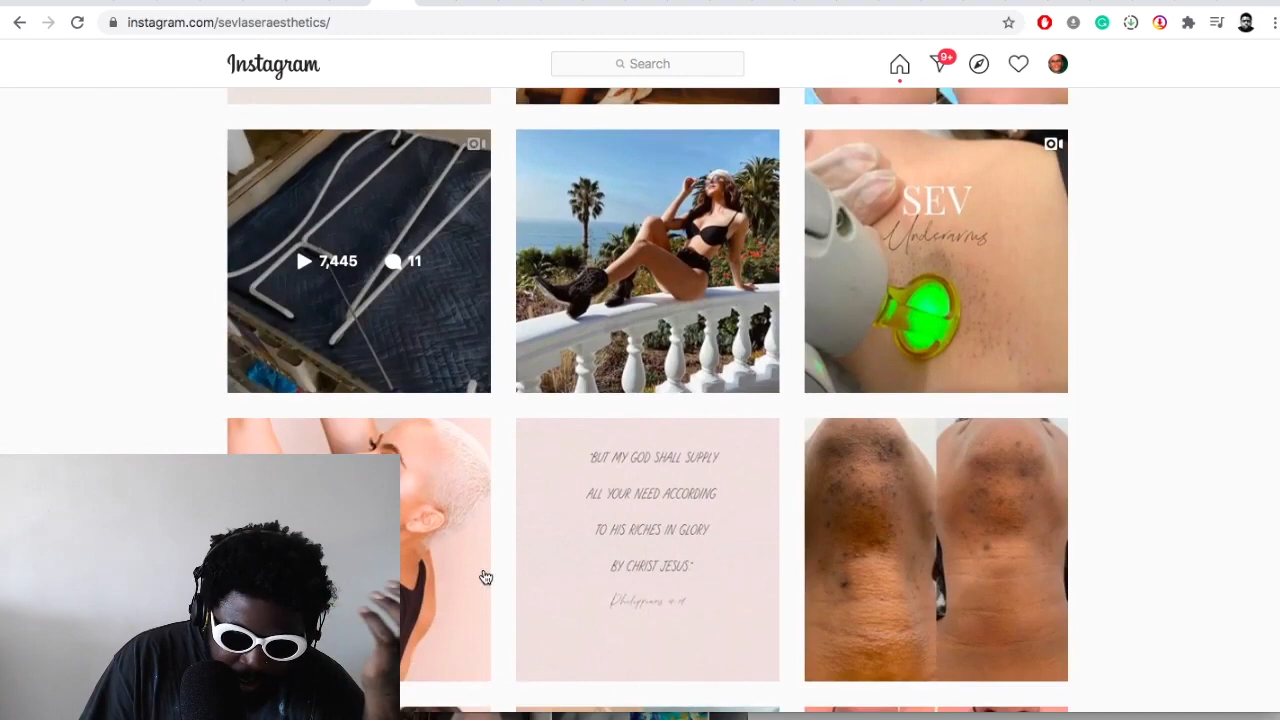 instagram.com/sevlaseraesthetics/
Instagram
Search
9+
7,445
11
SEV
Underarms
"BUT MY GOD SHALL SUPPLY
ALL YOUR NEED ACCORDING
TO HIS RICHES IN GLORY
BY CHRIST JESUS."
Philippians